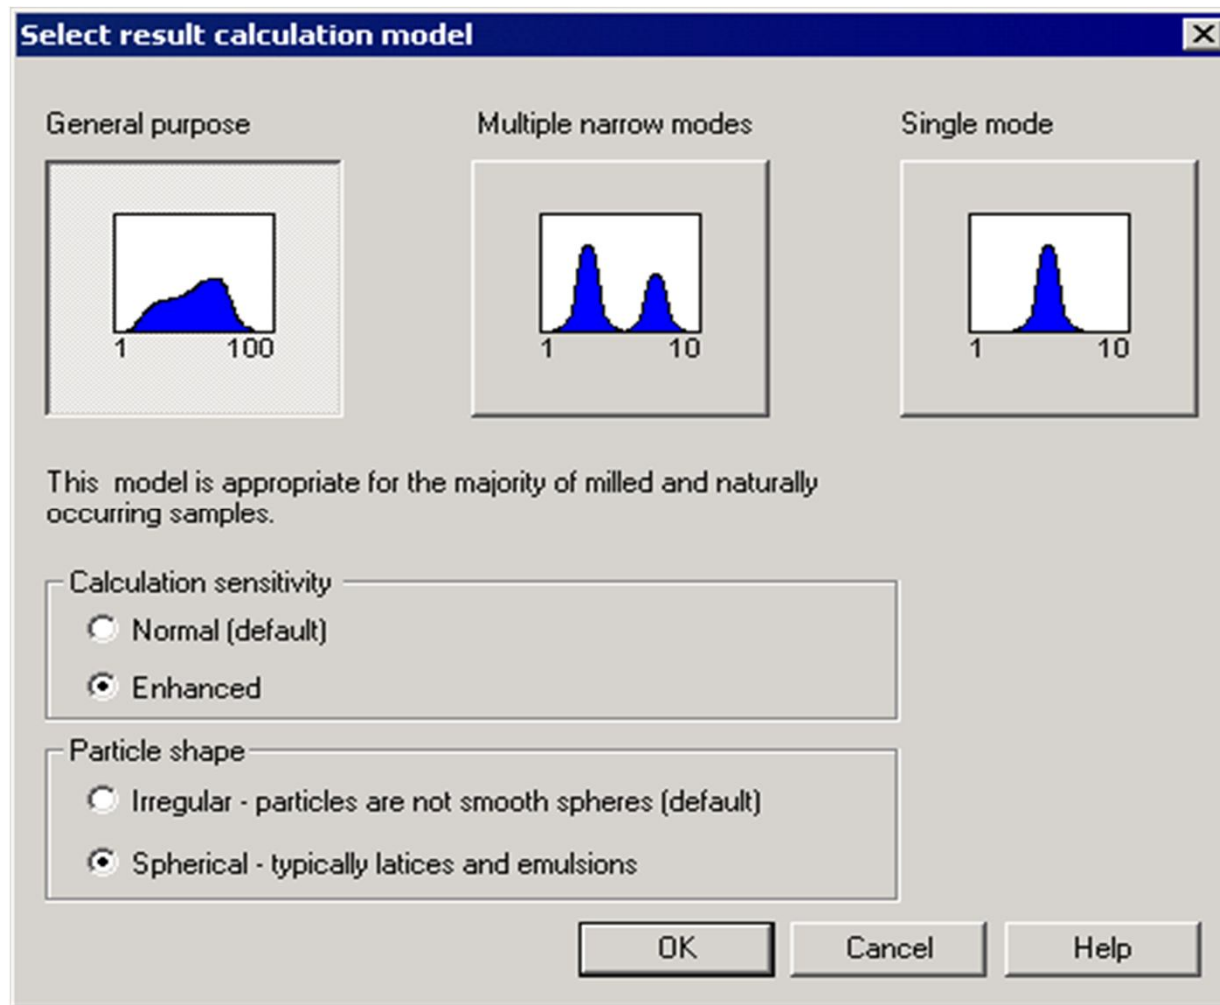 Select result calculation model
General purpose
Multiple narrow modes
Single mode
1 100
1 10
1 10
This model is appropriate for the majority of milled and naturally
occurring samples.
Calculation sensitivity
Normal (default)
Enhanced
Particle shape
Irregular - particles are not smooth spheres (default)
Spherical - typically latices and emulsions
OK
Cancel
Help